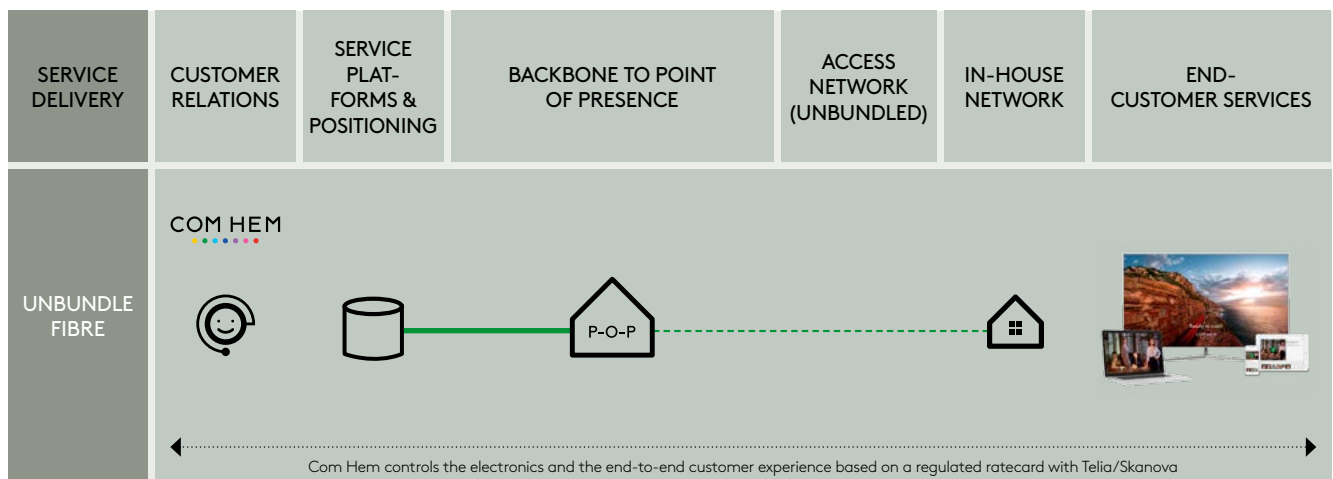 SERVICE
DELIVERY
CUSTOMER
RELATIONS
SERVICE
PLAT-
FORMS &
POSITIONING
BACKBONE TO POINT
OF PRESENCE
ACCESS
NETWORK
(UNBUNDLED)
IN-HOUSE
NETWORK
END-
CUSTOMER SERVICES
UNBUNDLE
FIBRE
COM HEM
P-O-P
Com Hem controls the electronics and the end-to-end customer experience based on a regulated ratecard with Telia/Skanova